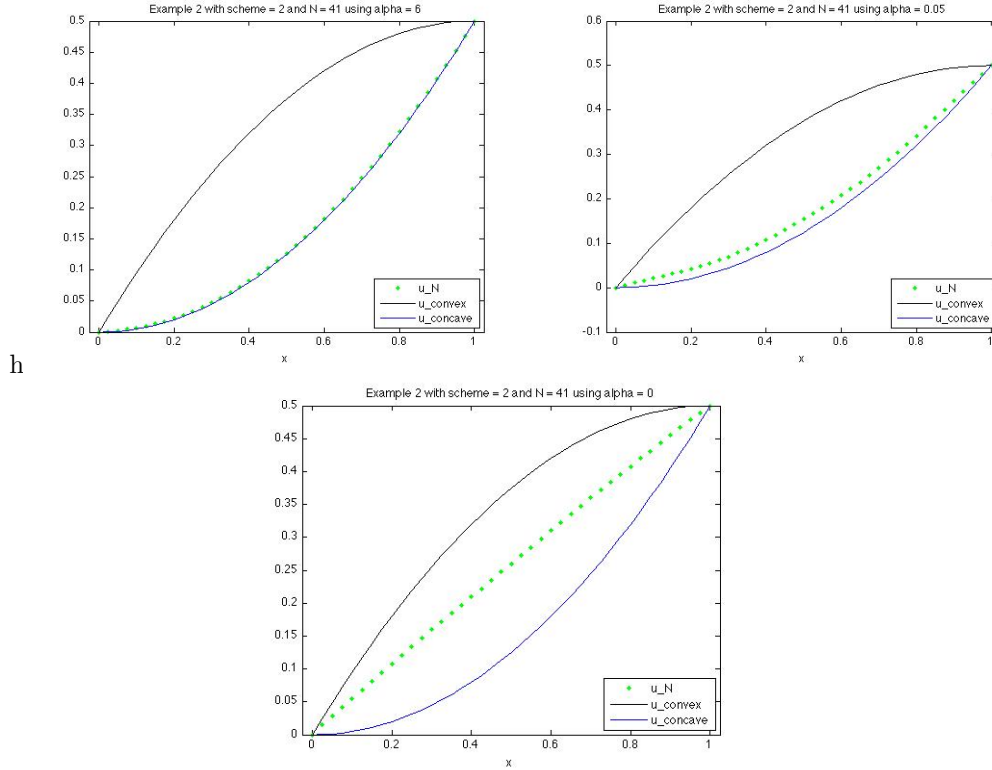 Example 2 with scheme = 2 and N = 41 using alpha = 6
0.5
0.45
0.4
0.35
0.3
0.25
0.2
0.15
0.1
0.05
0
0 0.2 0.4 0.6 0.8 1
x
u_N
u_convex
u_concave
Example 2 with scheme = 2 and N = 41 using alpha = 0.05
0.6
0.5
0.4
0.3
0.2
0.1
0
-0.1
0 0.2 0.4 0.6 0.8 1
x
u_N
u_convex
u_concave
h
Example 2 with scheme = 2 and N = 41 using alpha = 0
0.5
0.45
0.4
0.35
0.3
0.25
0.2
0.15
0.1
0.05
0
0 0.2 0.4 0.6 0.8 1
x
u_N
u_convex
u_concave